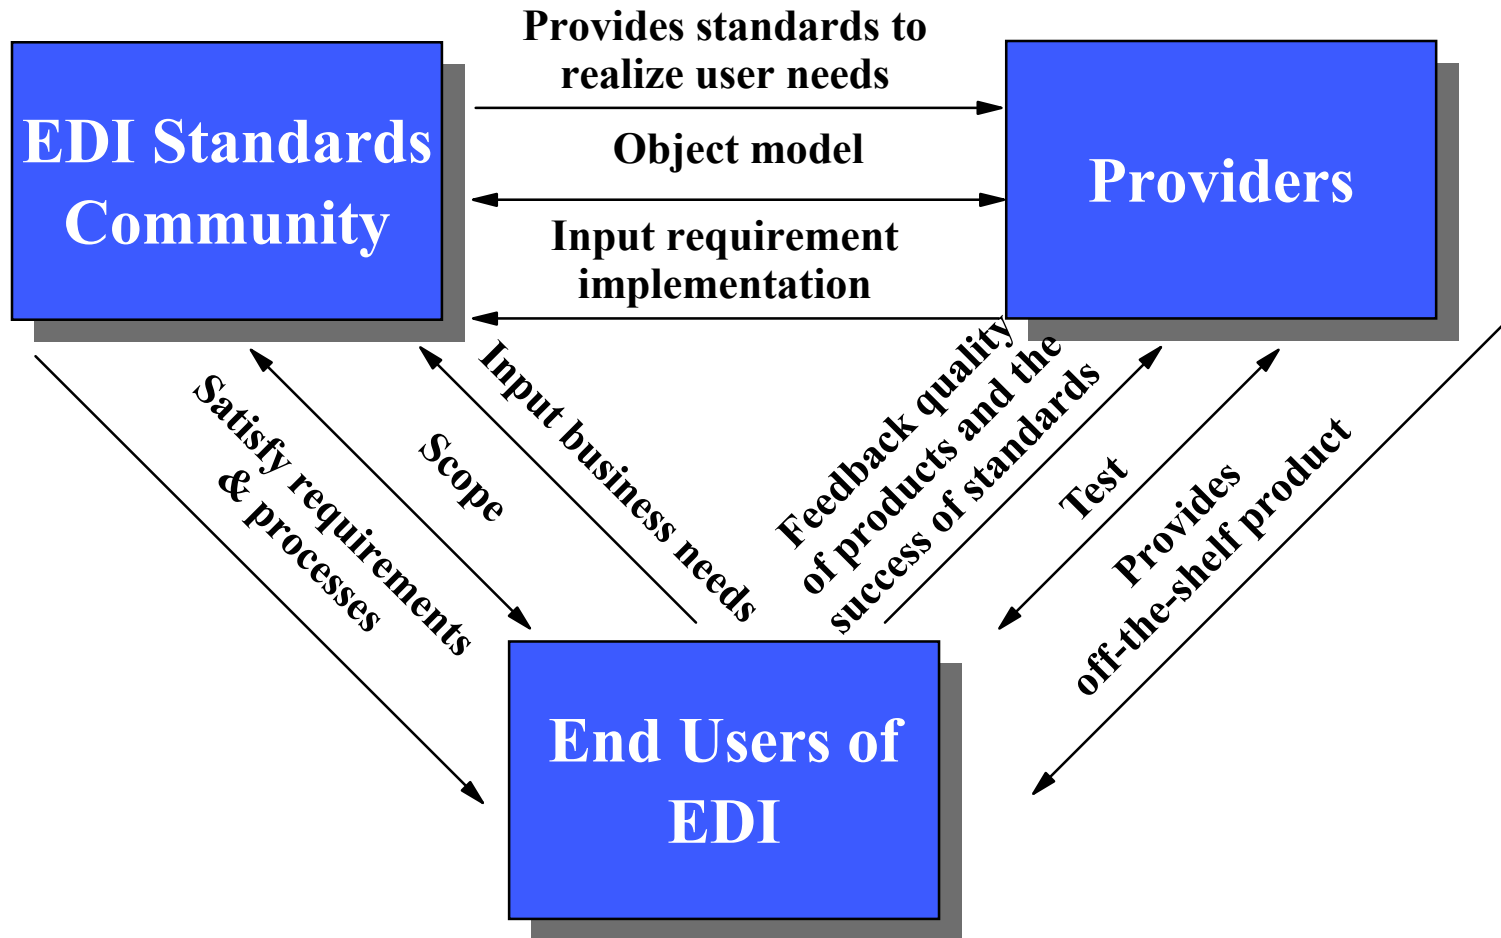 Provides standards to
realize user needs
EDI Standards
Community
Object model
Providers
Input requirement
implementation
Satisfy requirements
& processes
Scope
Input business needs
Feedback quality
of products and the
success of standards
Test
Provides
off-the-shelf product
End Users of
EDI